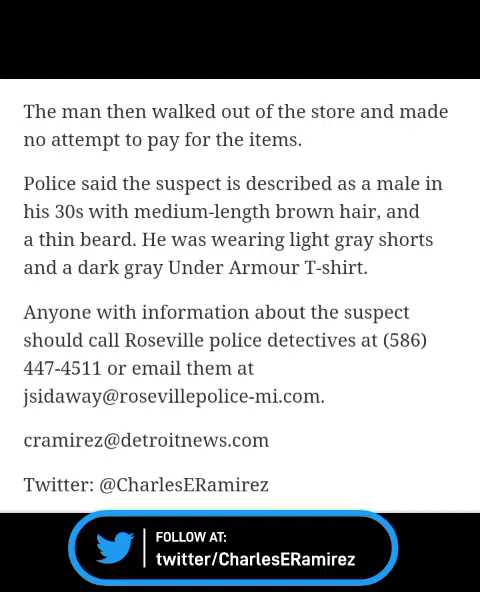 The man then walked out of the store and made
no attempt to pay for the items.
Police said the suspect is described as a male in
his 30s with medium-length brown hair, and
a thin beard. He was wearing light gray shorts
and a dark gray Under Armour T-shirt.
Anyone with information about the suspect
should call Roseville police detectives at (586)
447-4511 or email them at
jsidaway@rosevillepolice-mi.com.
cramirez@detroitnews.com
Twitter: @CharlesERamirez
FOLLOW AT:
twitter/CharlesERamirez